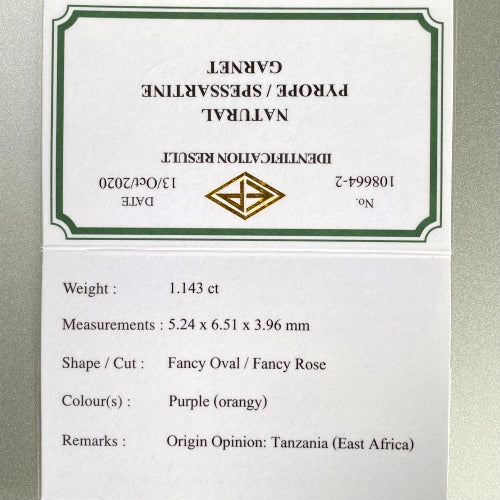 No. 108664-2
DATE 13/Oct/2020
EP
IDENTIFICATION RESULT
NATURAL
PYROPE / SPESSARTINE
GARNET
Weight : 1.143 ct
Measurements : 5.24 x 6.51 x 3.96 mm
Shape / Cut : Fancy Oval / Fancy Rose
Colour(s) : Purple (orangy)
Remarks : Origin Opinion: Tanzania (East Africa)